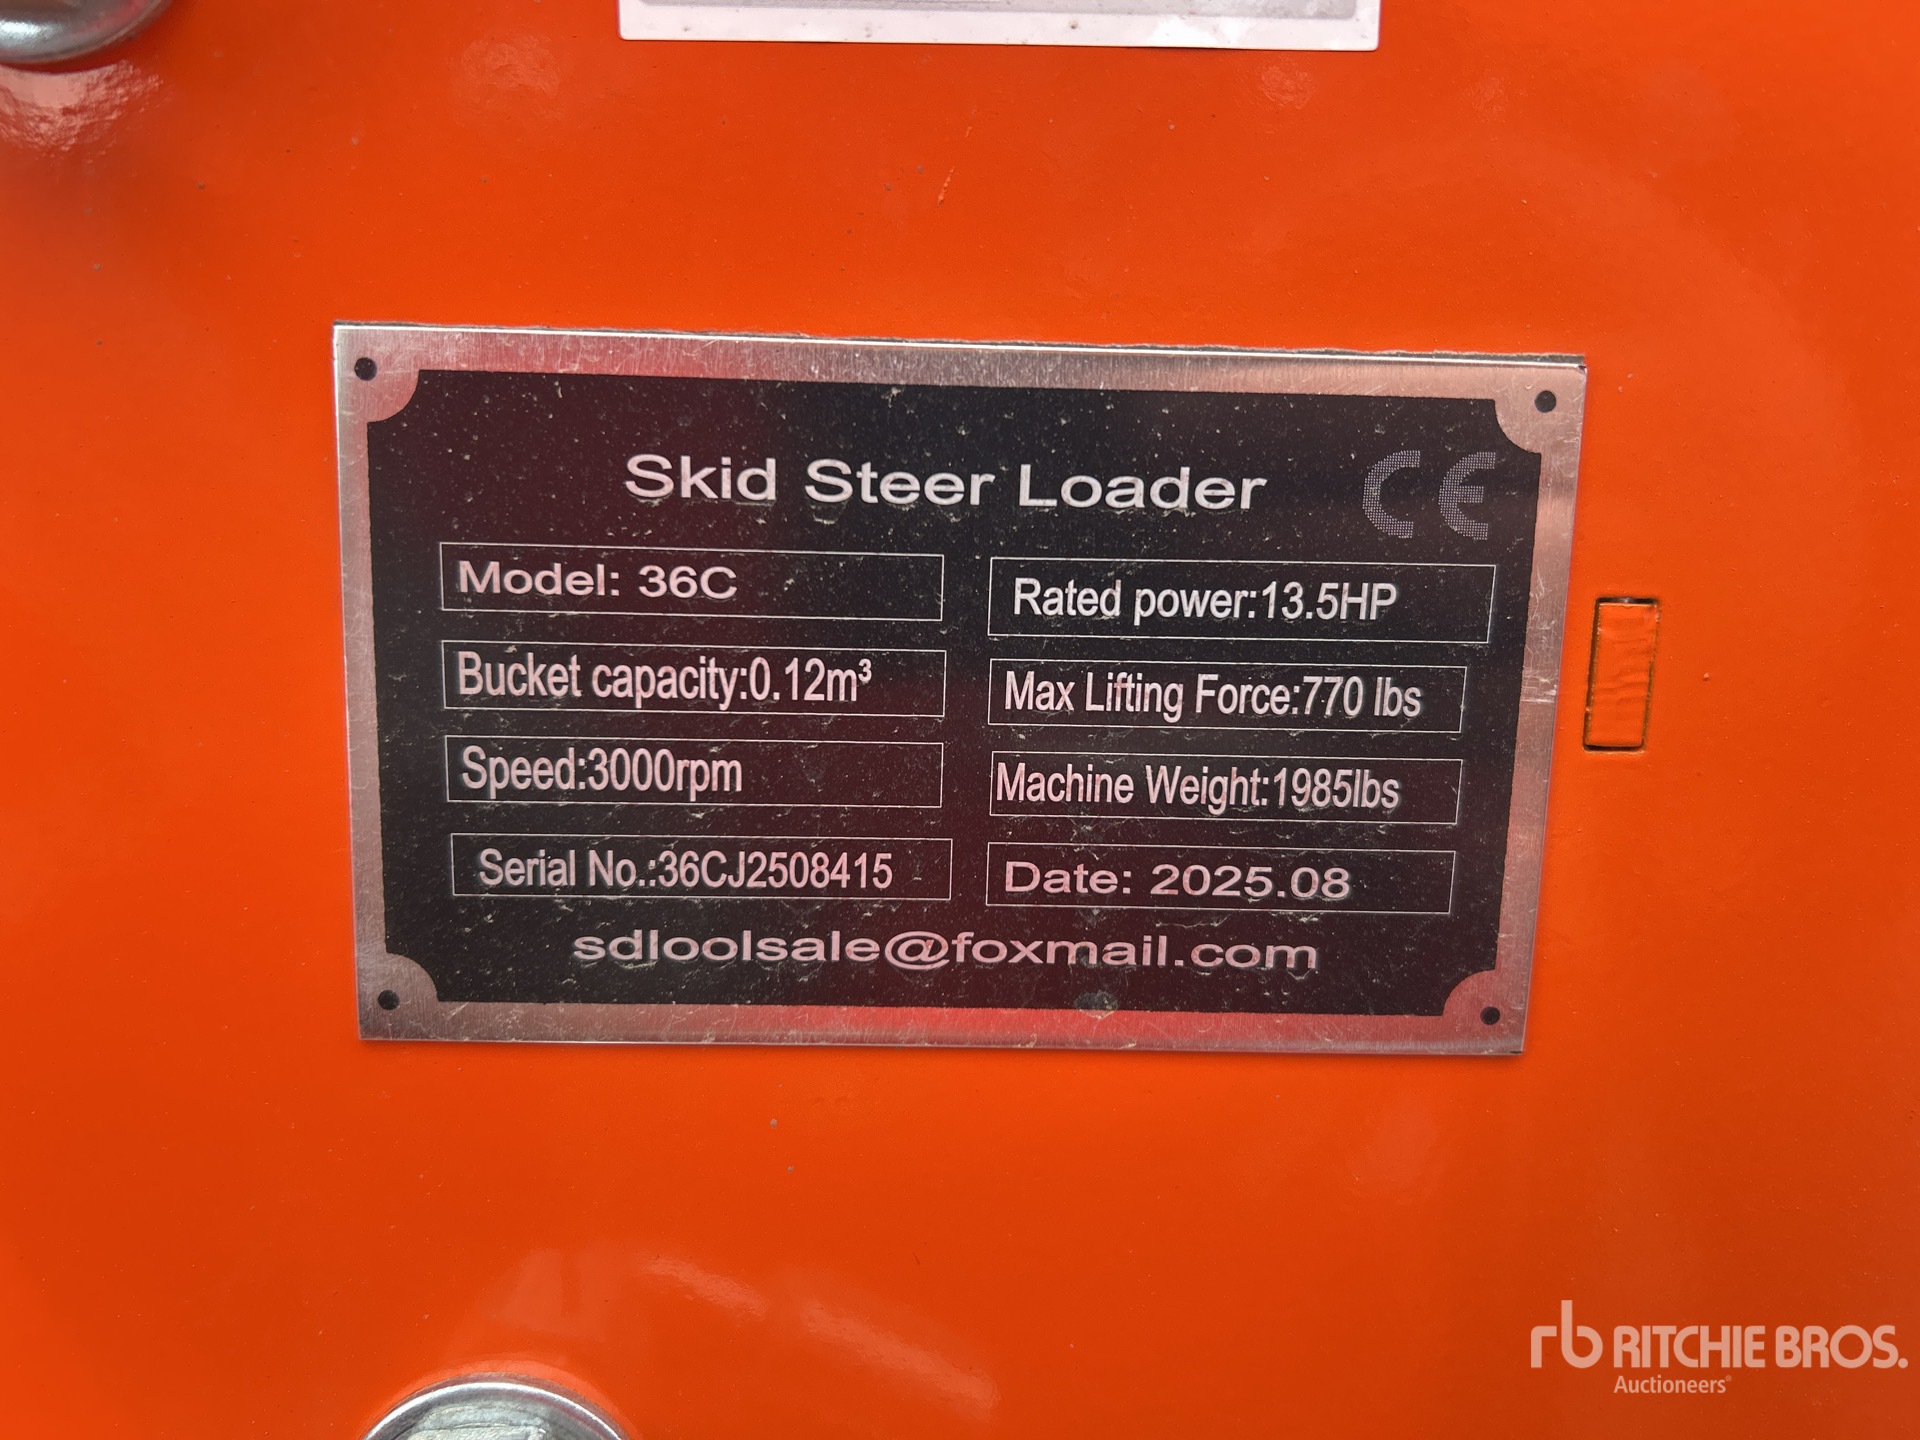 Skid Steer Loader CE
Model: 36C
Rated power:13.5HP
Bucket capacity:0.12m³
Max Lifting Force:770 lbs
Speed:3000rpm
Machine Weight:1985lbs
Serial No.:36CJ2508415
Date: 2025.08
sdloolsale@foxmail.com
rb RITCHIE BROS.
Auctioneers®